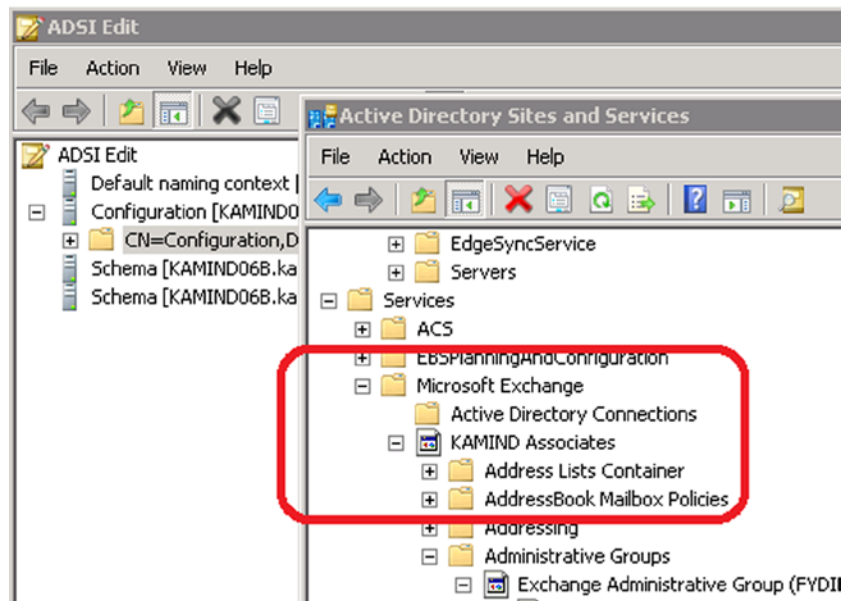 ADSI Edit
File Action View Help
ADSI Edit
Default naming context [
Configuration [KAMIND0
CN=Configuration,D
Schema [KAMIND06B.ka
Schema [KAMIND06B.ka
Active Directory Sites and Services
File Action View Help
EdgeSyncService
Servers
Services
ACS
EBSPlanningAndConfiguration
Microsoft Exchange
Active Directory Connections
KAMIND Associates
Address Lists Container
AddressBook Mailbox Policies
Addressing
Administrative Groups
Exchange Administrative Group (FYDI